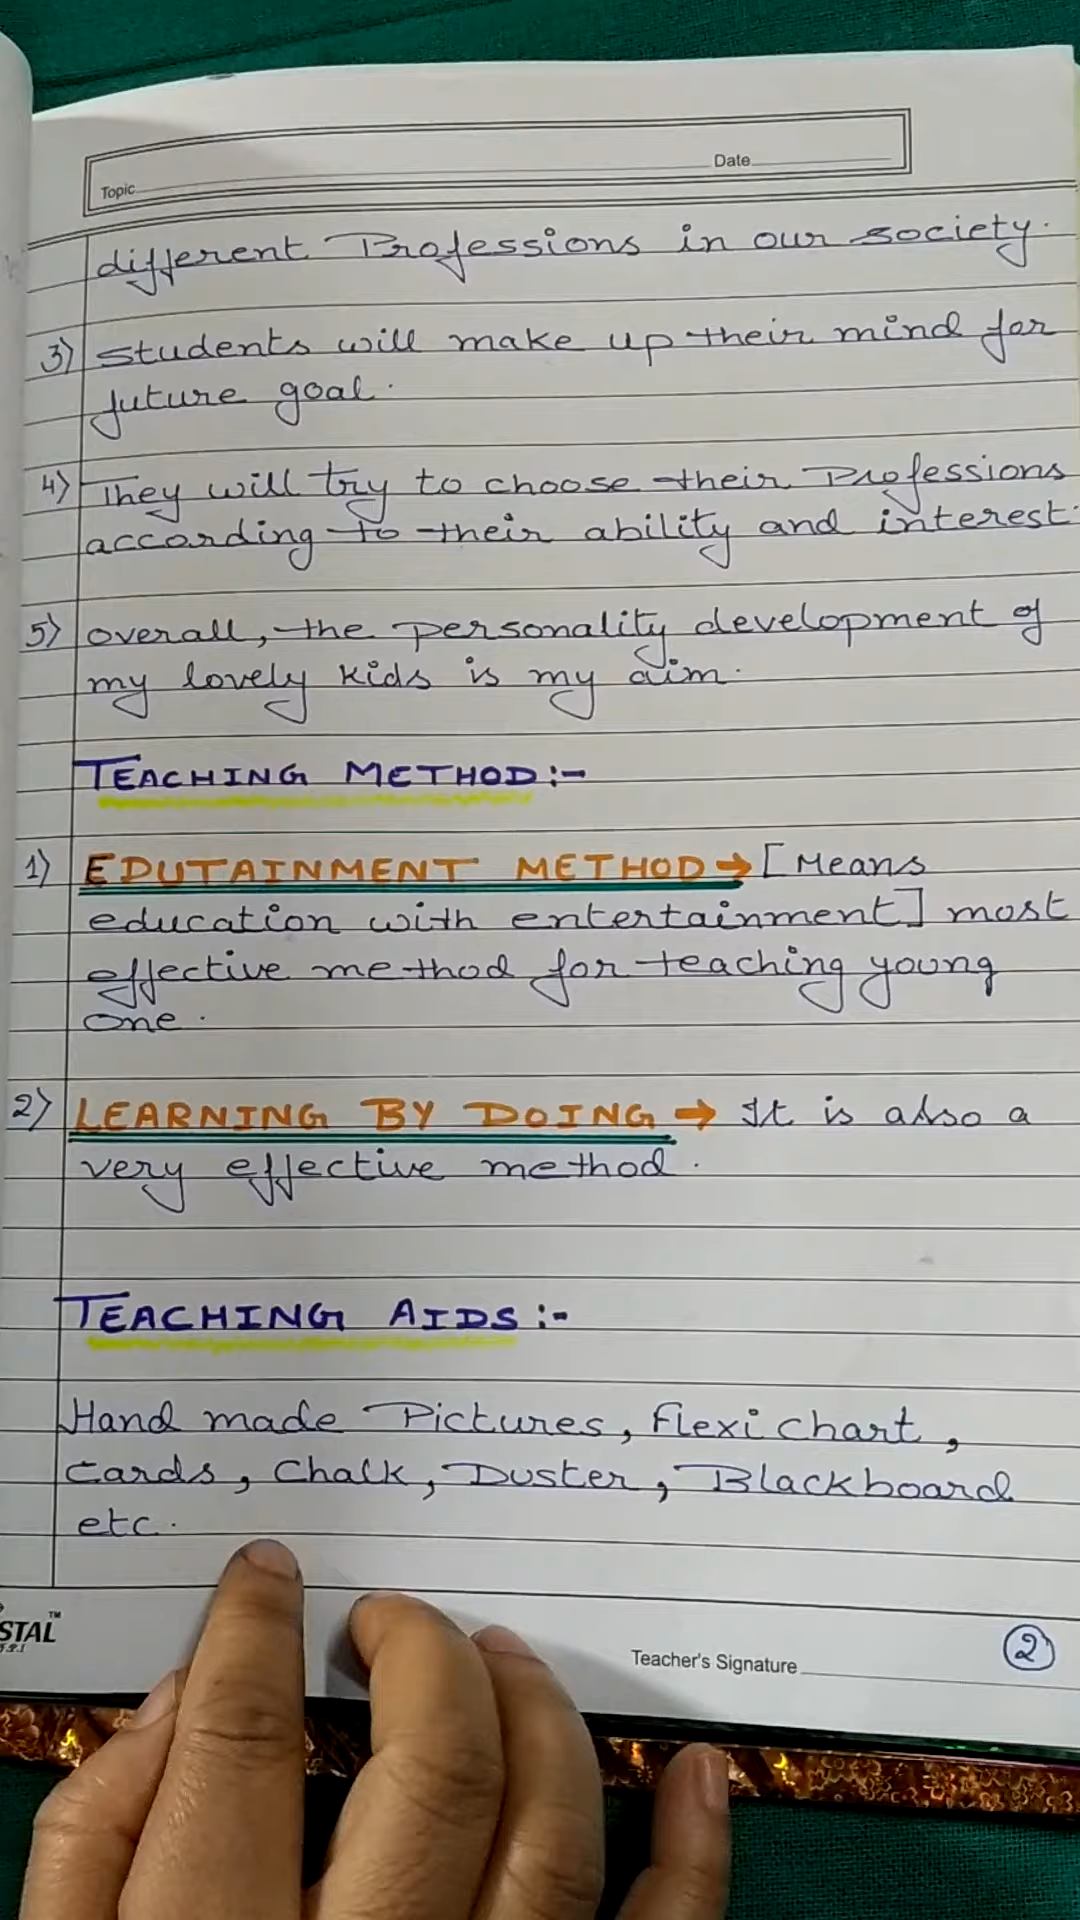 Topic
Date
different Professions in our society.
3) Students will make up their mind for
future goal.
4) They will try to choose their Professions
according to their ability and interest.
5) overall, the personality development of
my lovely kids is my aim.
TEACHING METHOD:-
1) EDUTAINMENT METHOD→ [Means
education with entertainment] most
effective method for teaching young
one.
2) LEARNING BY DOING → It is also a
very effective method.
TEACHING AIDS:-
Hand made Pictures, Flexi chart,
Cards, Chalk, Duster, Blackboard
etc.
STAL™
Teacher's Signature
2